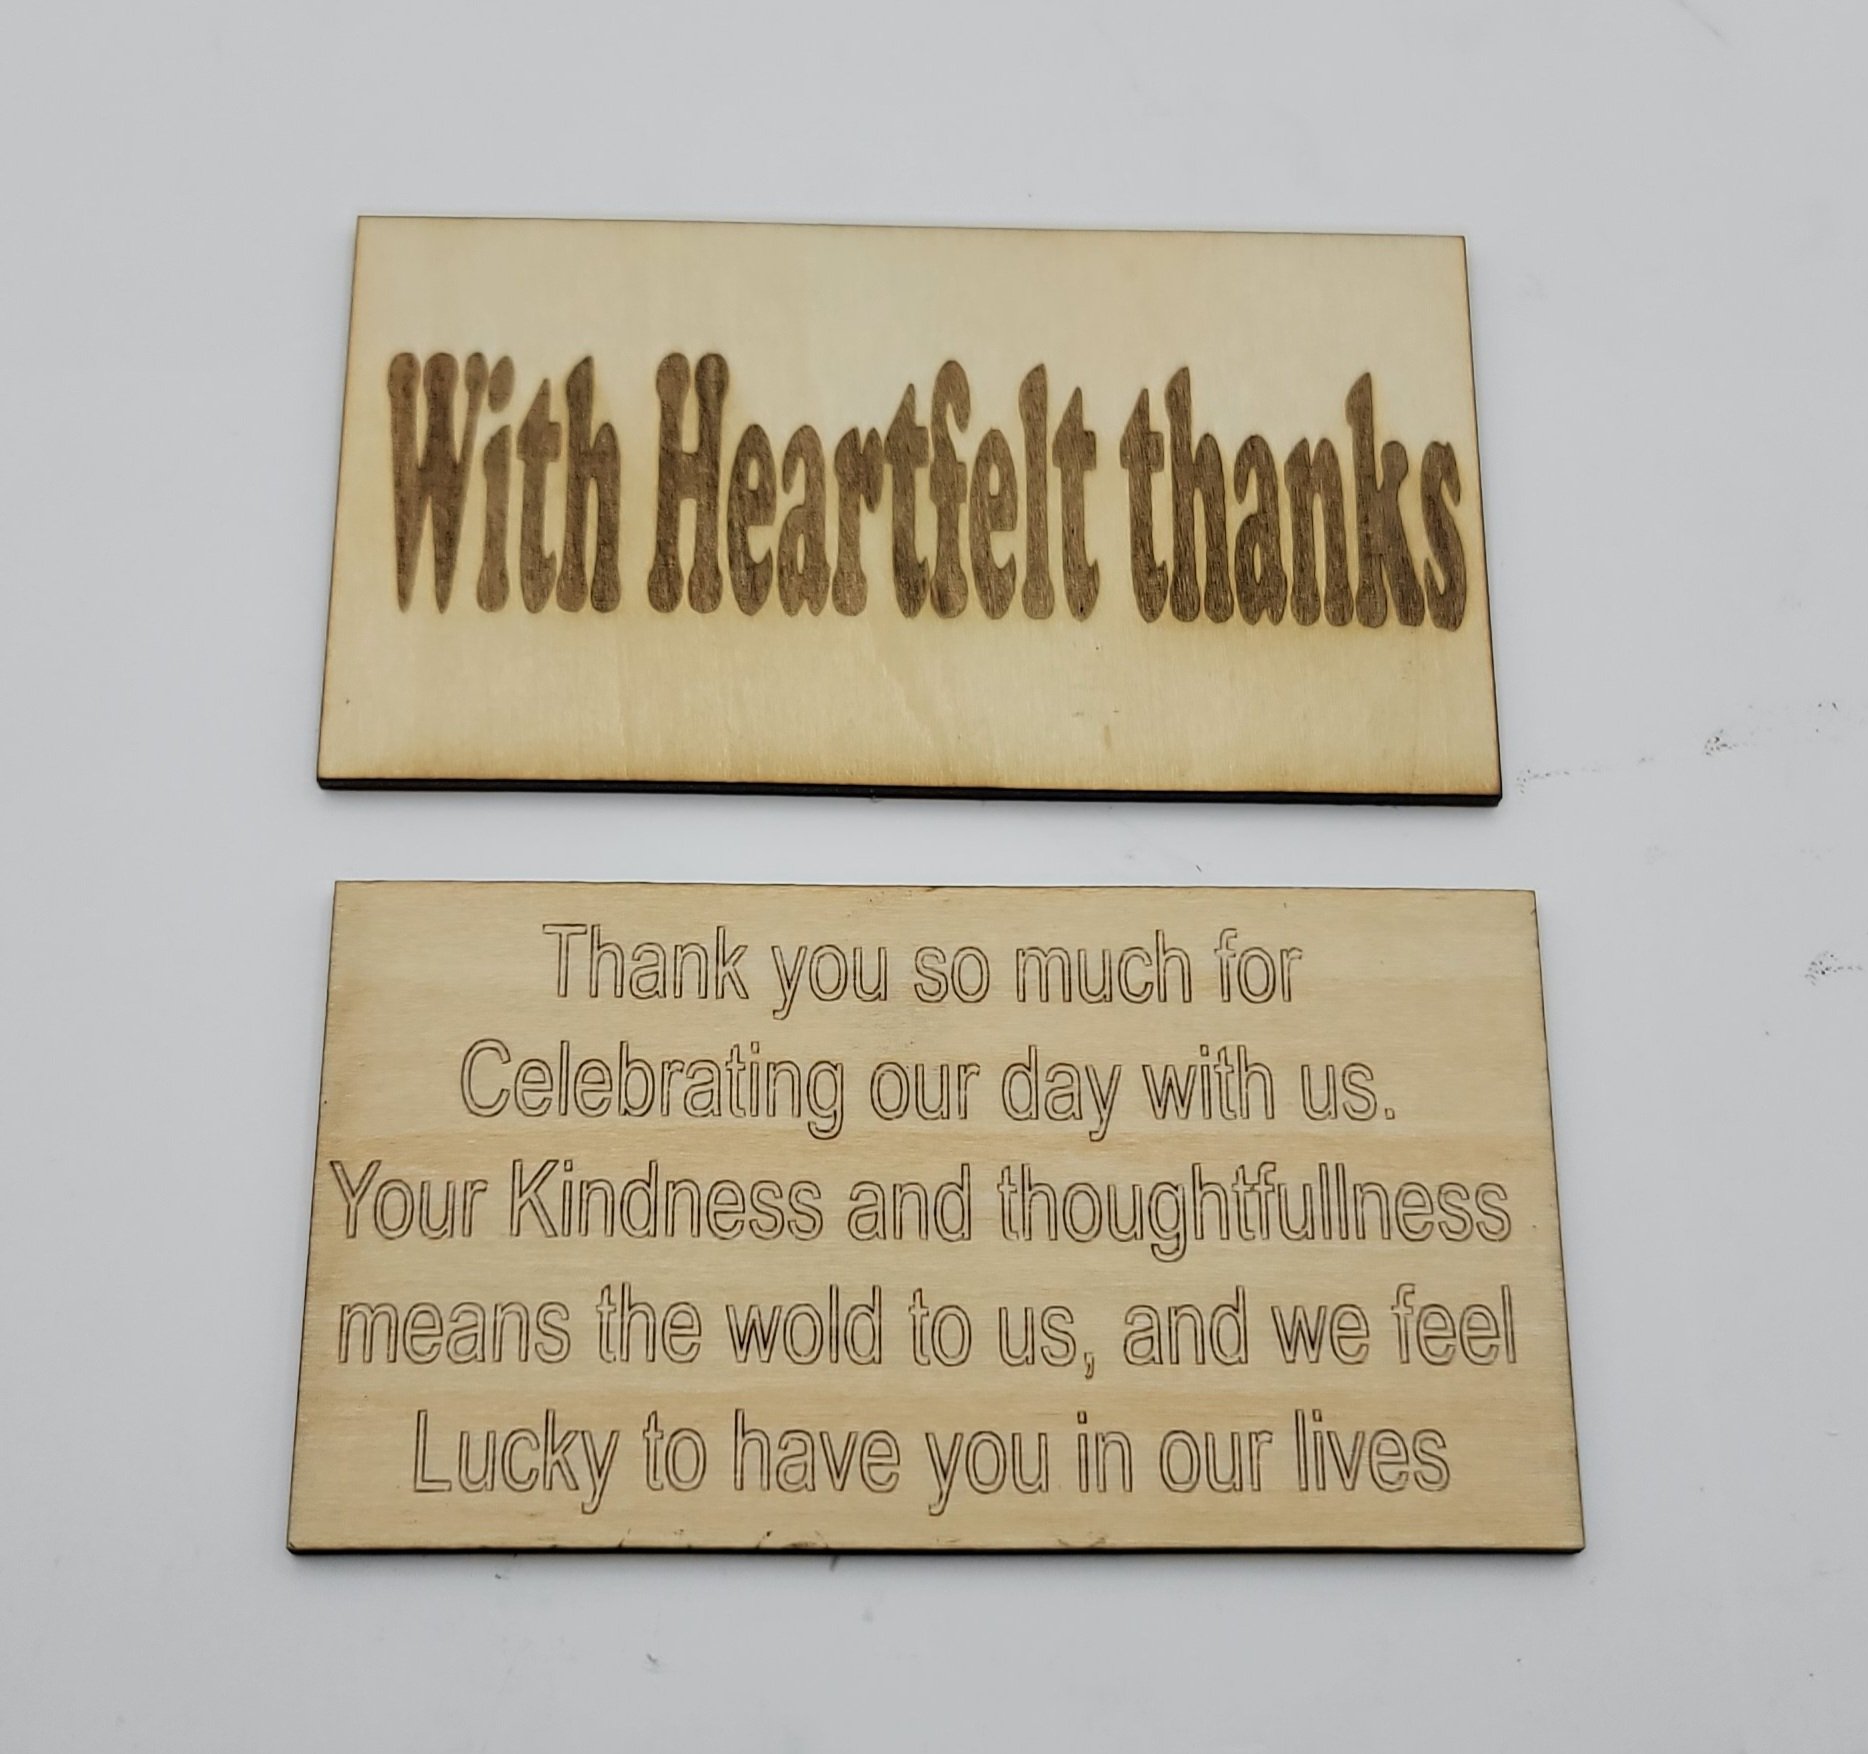 With Heartfelt thanks
Thank you so much for
Celebrating our day with us.
Your Kindness and thoughtfullness
means the wold to us, and we feel
Lucky to have you in our lives